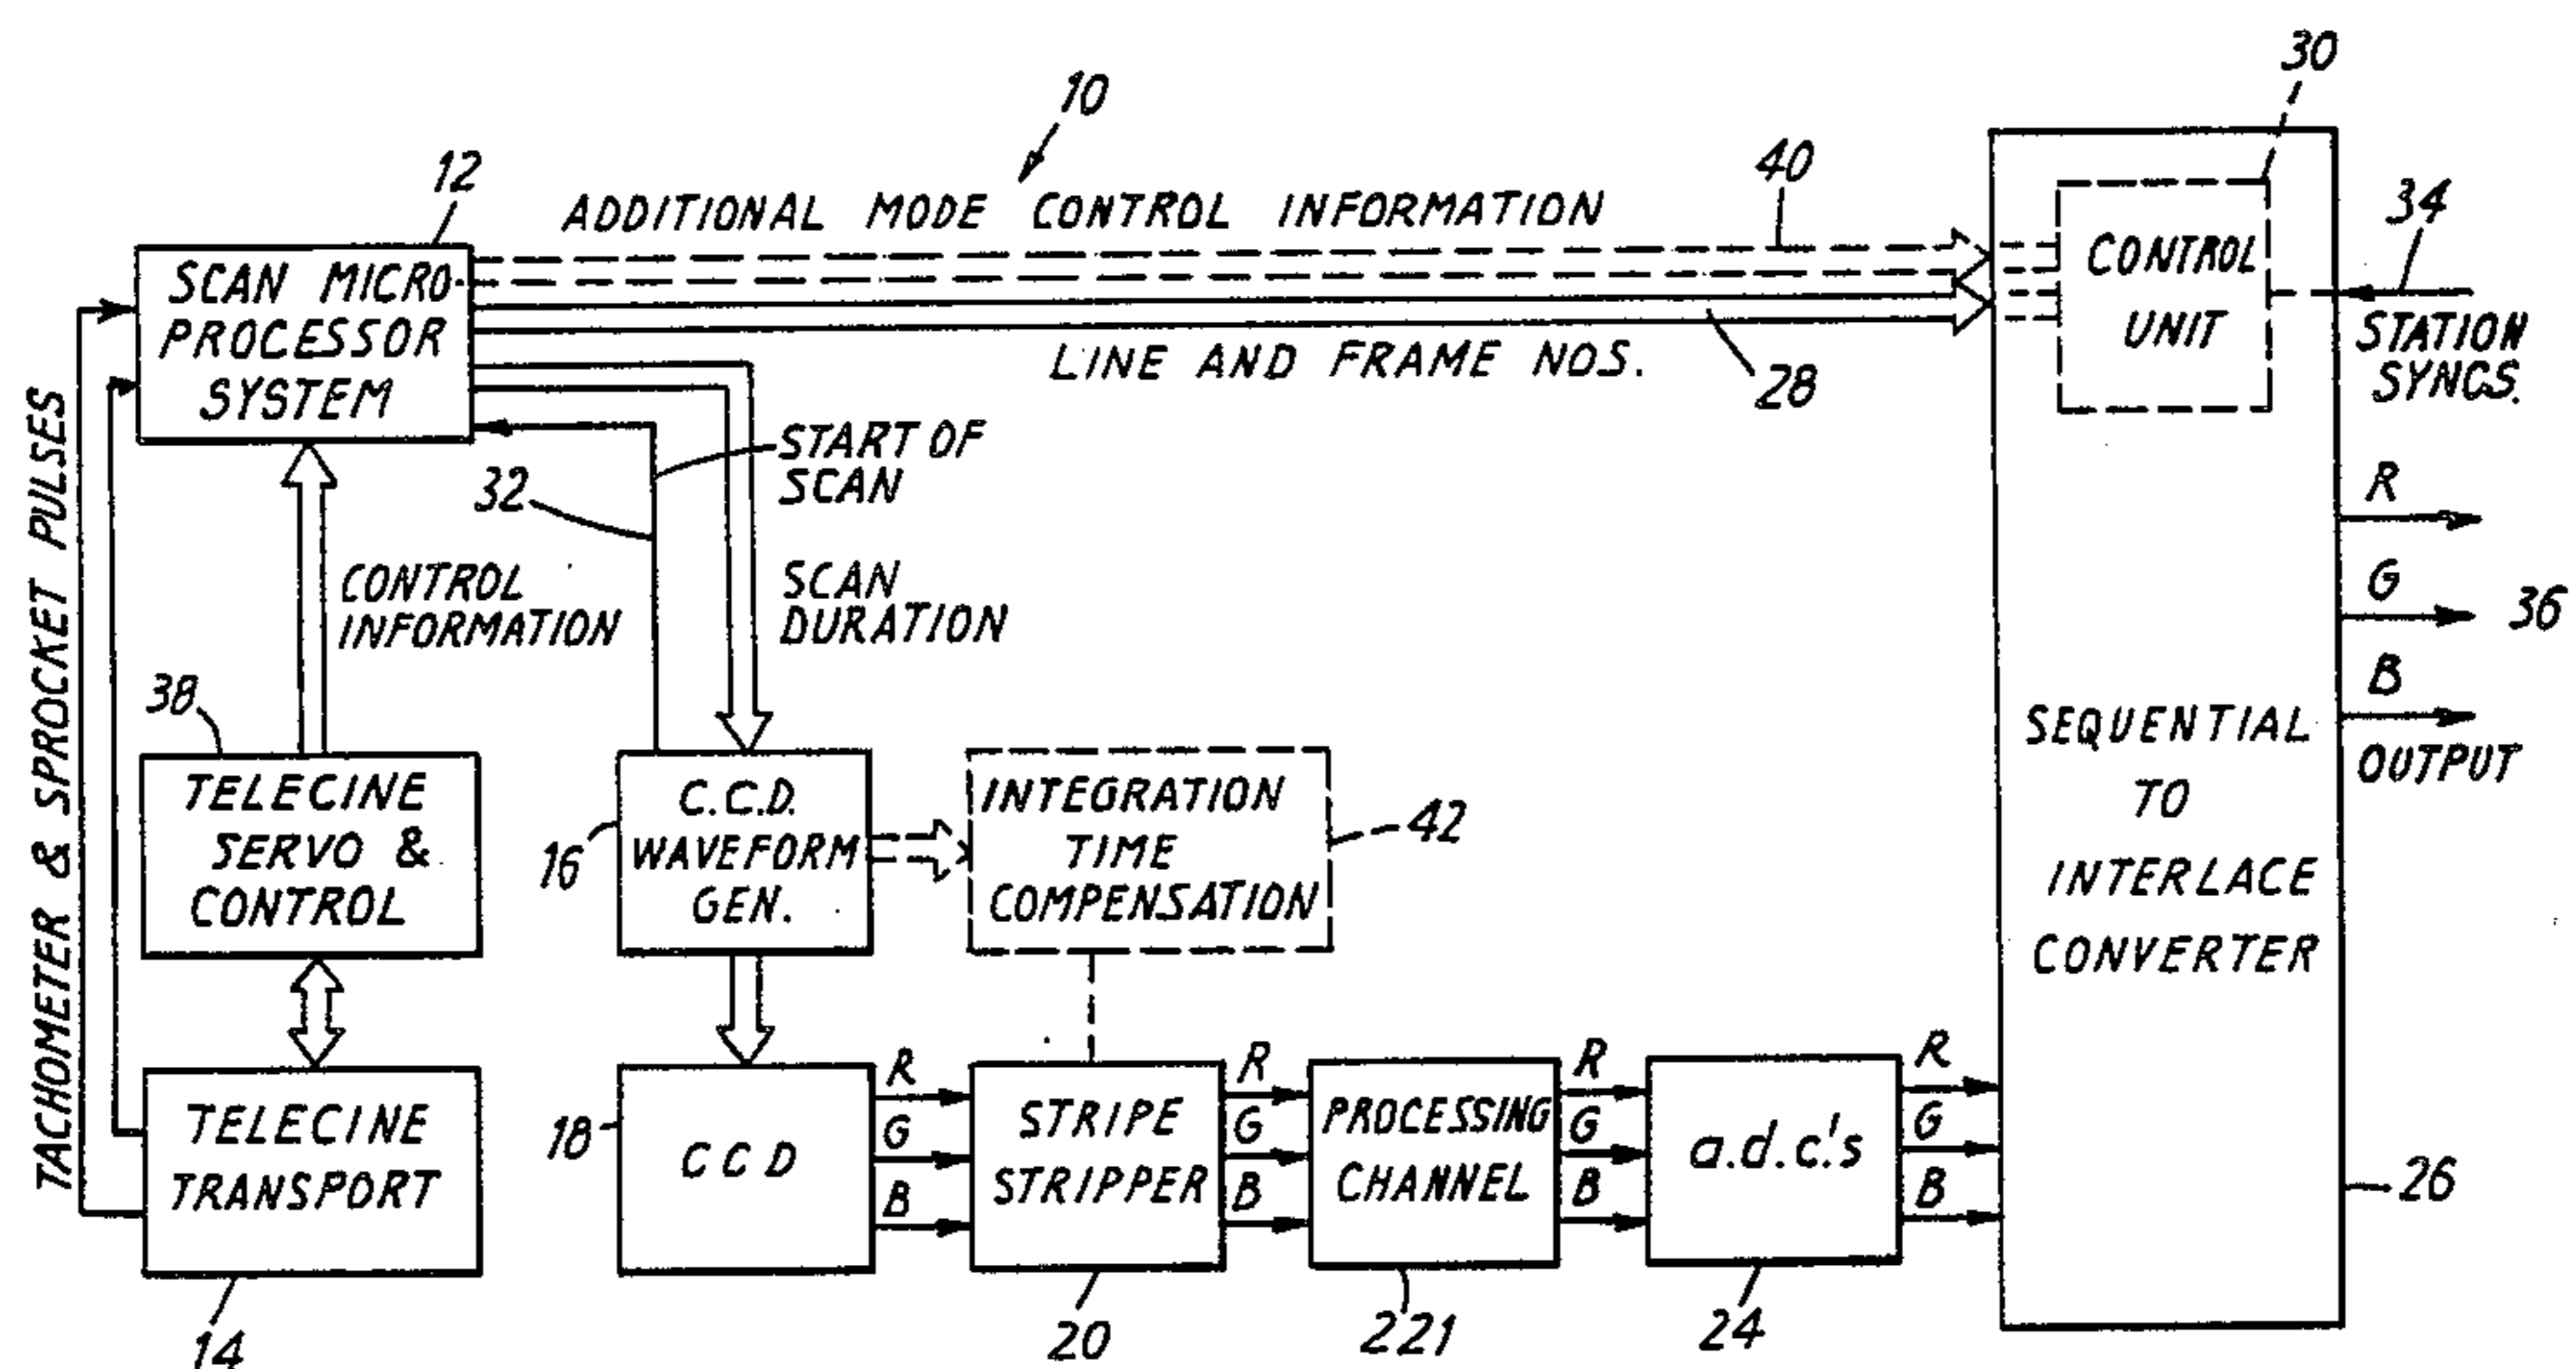 10
30
12
ADDITIONAL MODE CONTROL INFORMATION
40
34
SCAN MICRO-
PROCESSOR
SYSTEM
CONTROL
UNIT
STATION
SYNCS.
LINE AND FRAME NOS.
28
TACHOMETER & SPROCKET PULSES
START OF
SCAN
32
CONTROL
INFORMATION
SCAN
DURATION
R
G
B
36
OUTPUT
38
TELECINE
SERVO &
CONTROL
16
C.C.D.
WAVEFORM
GEN.
INTEGRATION
TIME
COMPENSATION
42
SEQUENTIAL
TO
INTERLACE
CONVERTER
TELECINE
TRANSPORT
14
18
CCD
R
G
B
STRIPE
STRIPPER
20
R
G
B
PROCESSING
CHANNEL
221
R
G
B
a.d.c's
24
R
G
B
26